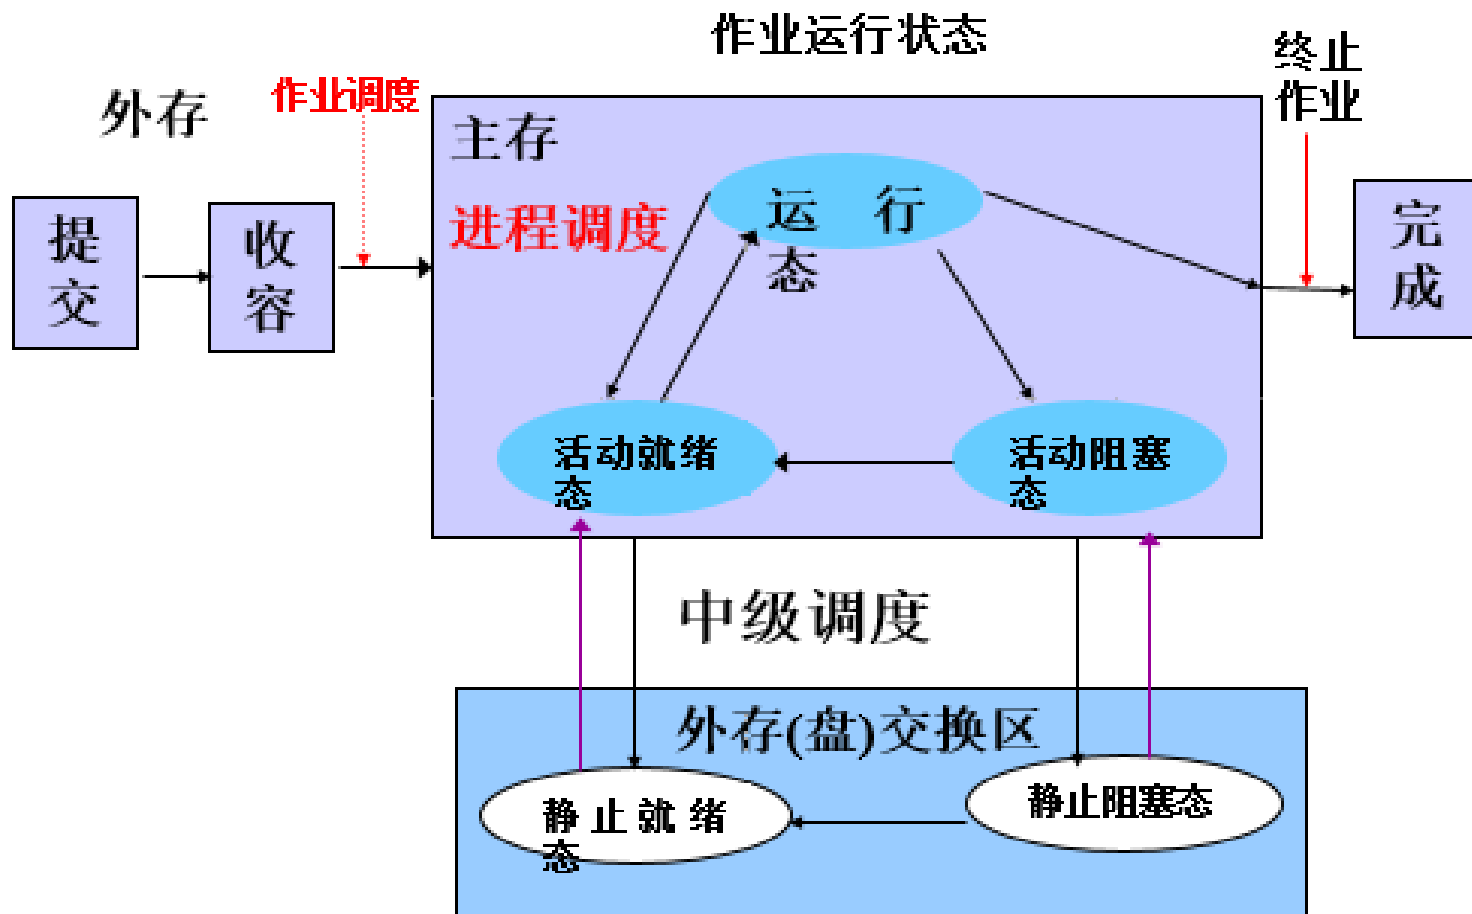 作业运行状态
终止
作业
外存
作业调度
主存
进程调度
提
交
收
容
运 行
态
完
成
活动就绪
态
活动阻塞
态
中级调度
外存(盘)交换区
静止就绪
态
静止阻塞态